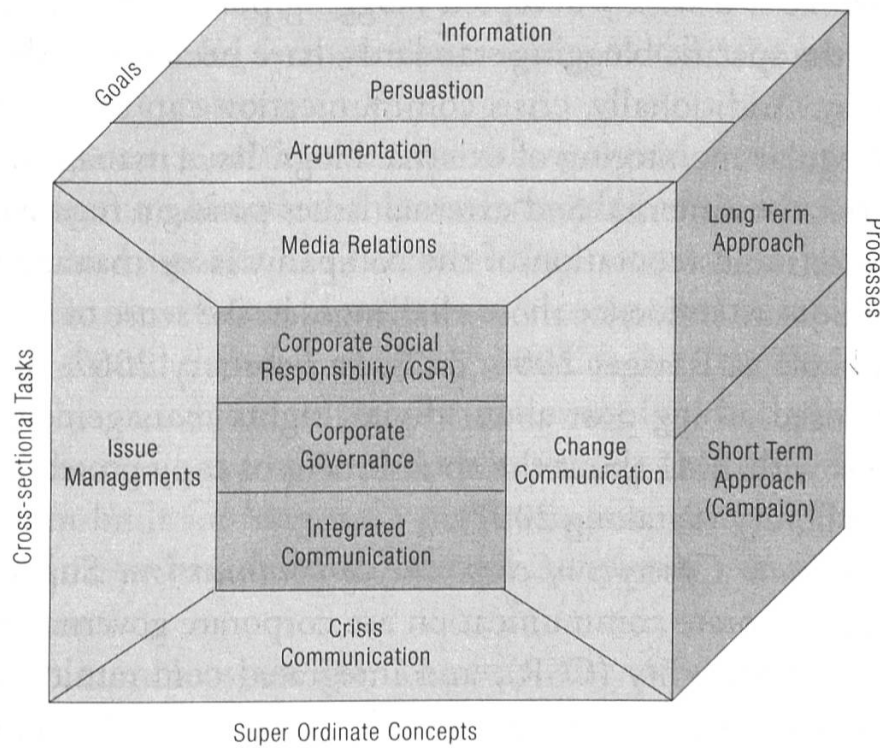 Information
Goals
Persuastion
Argumentation
Media Relations
Long Term
Approach
Processes
Corporate Social
Responsibility (CSR)
Cross-sectional Tasks
Issue
Managements
Corporate
Governance
Change
Communication
Short Term
Approach
(Campaign)
Integrated
Communication
Crisis
Communication
Super Ordinate Concepts